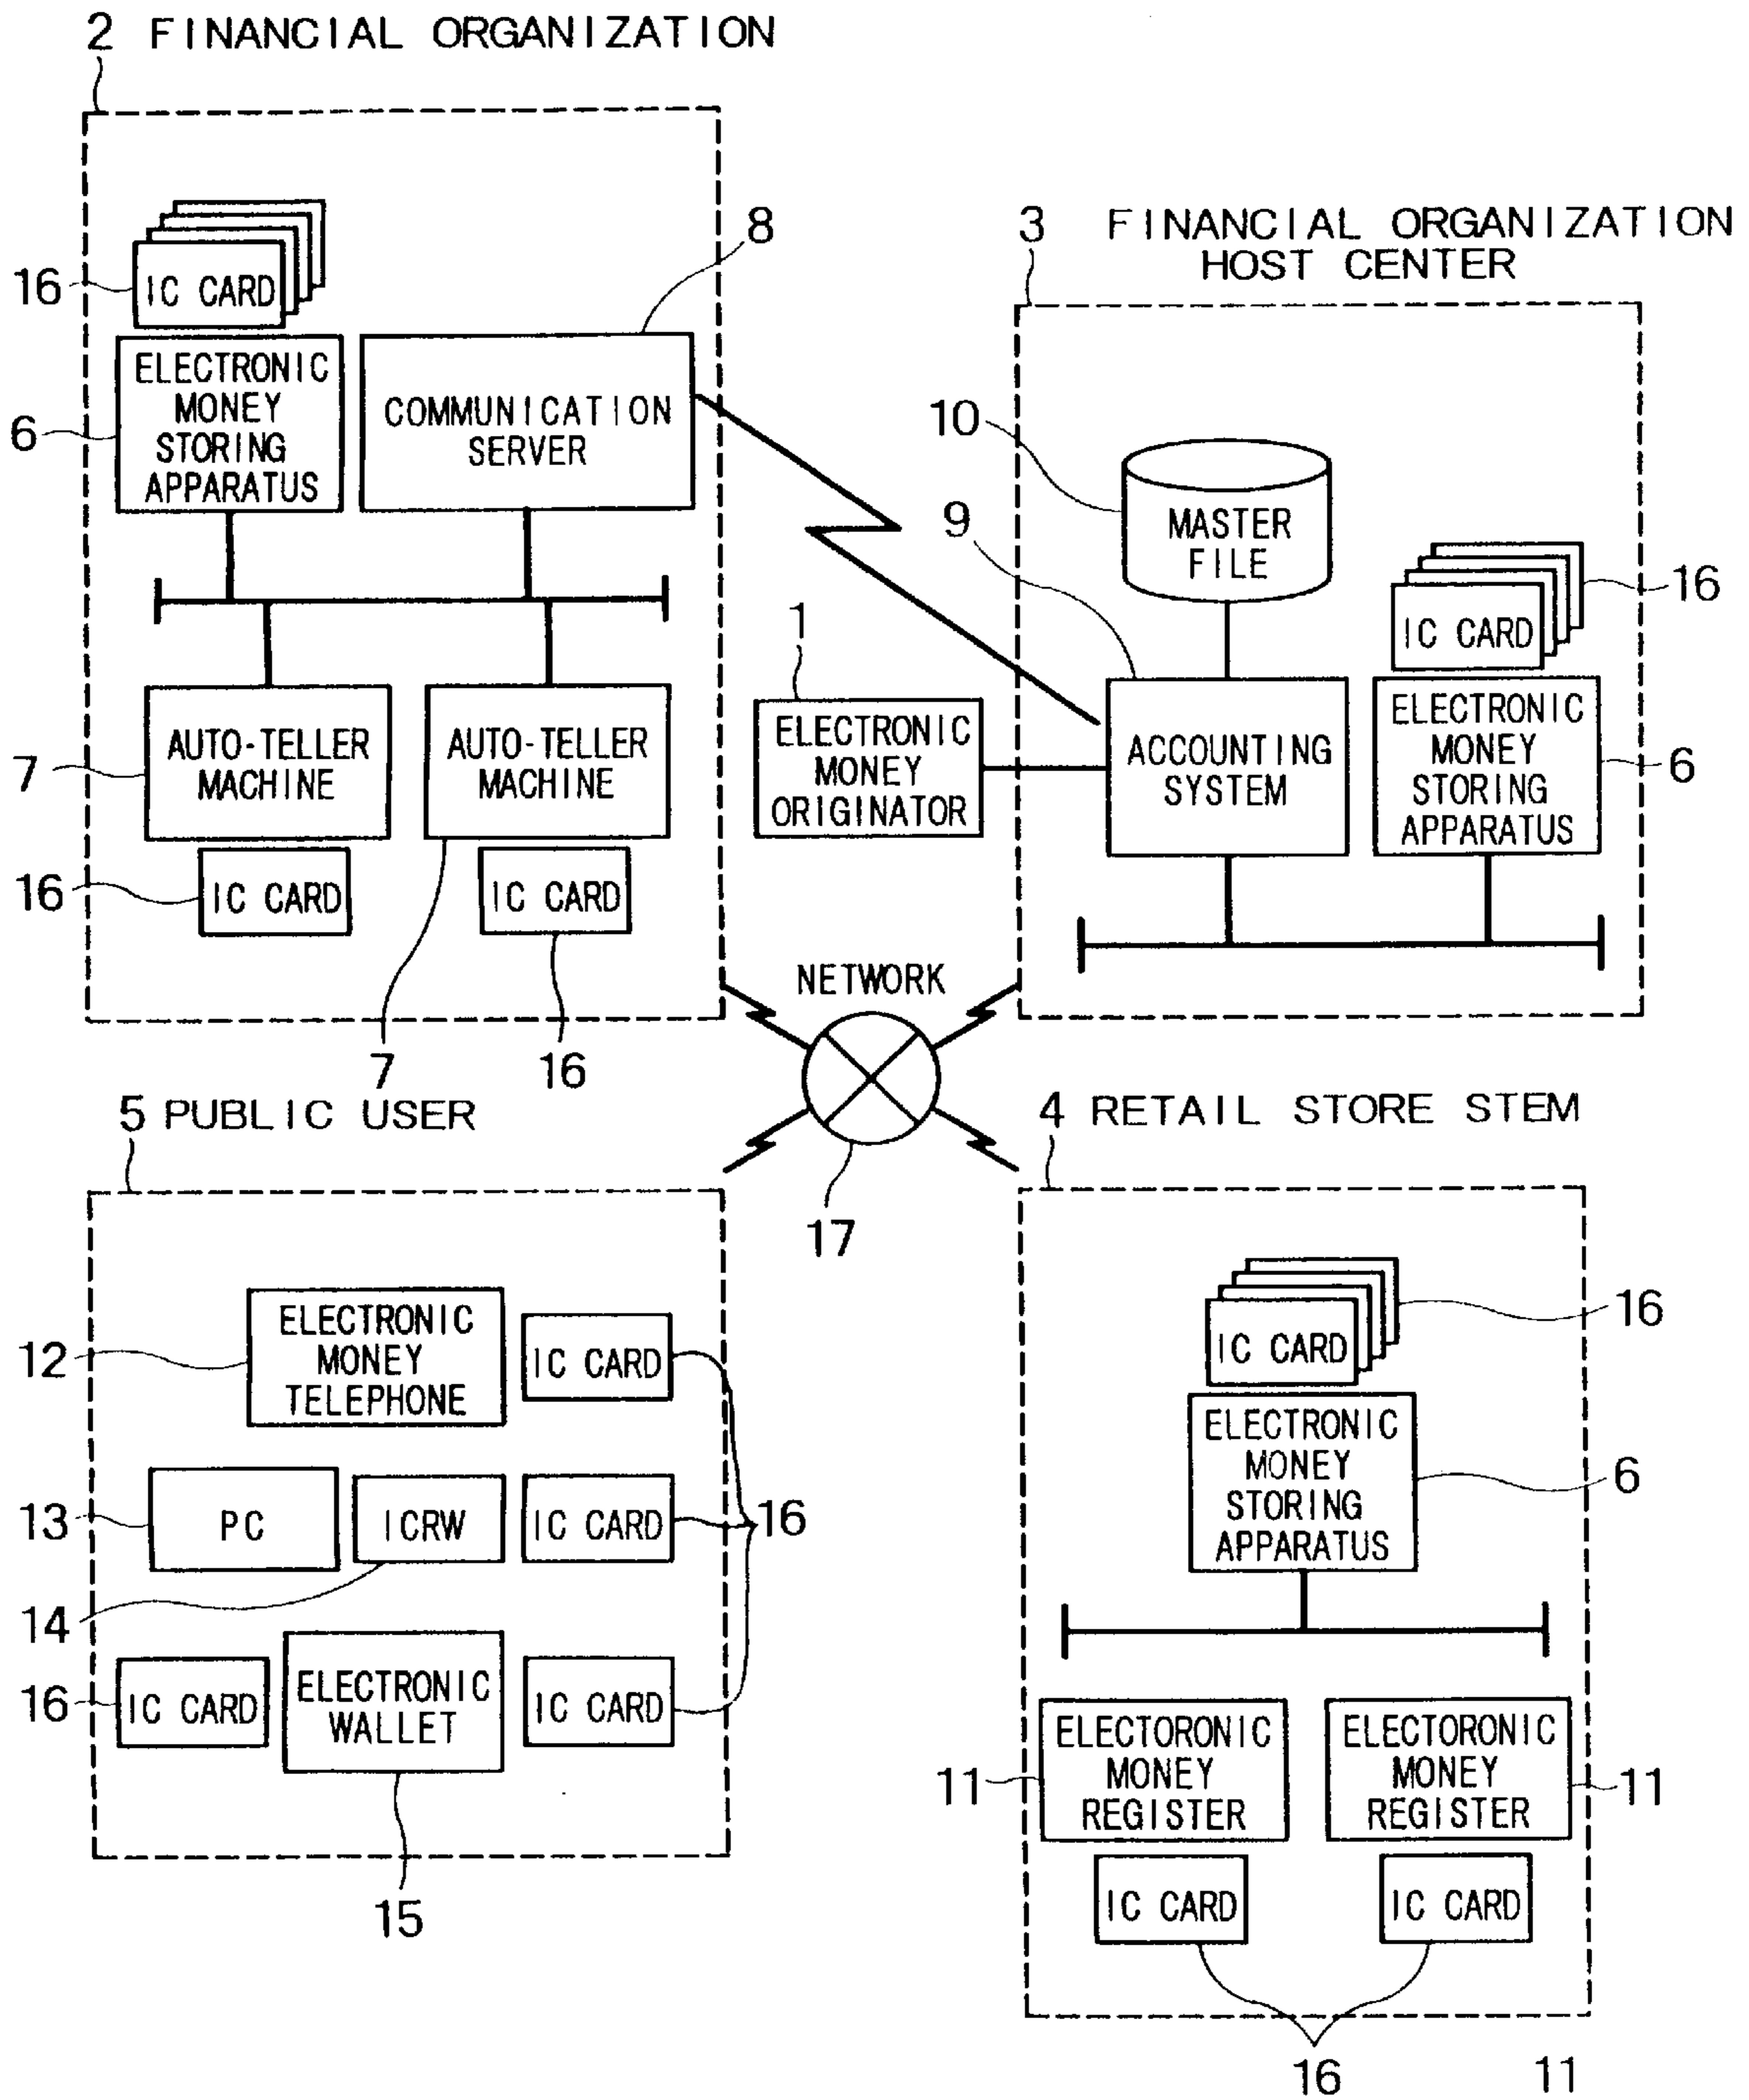 2 FINANCIAL ORGANIZATION
16
IC CARD
8
ELECTRONIC
MONEY
STORING
APPARATUS
6
COMMUNICATION
SERVER
7
AUTO-TELLER
MACHINE
AUTO-TELLER
MACHINE
16
IC CARD
IC CARD
7
16
3 FINANCIAL ORGANIZATION
HOST CENTER
10
MASTER
FILE
9
16
IC CARD
1
ELECTRONIC
MONEY
ORIGINATOR
ACCOUNTING
SYSTEM
ELECTRONIC
MONEY
STORING
APPARATUS
6
NETWORK
17
5 PUBLIC USER
12
ELECTRONIC
MONEY
TELEPHONE
IC CARD
13
PC
ICRW
IC CARD
16
14
16
IC CARD
ELECTRONIC
WALLET
IC CARD
15
4 RETAIL STORE STEM
16
IC CARD
ELECTRONIC
MONEY
STORING
APPARATUS
6
11
ELECTORONIC
MONEY
REGISTER
ELECTORONIC
MONEY
REGISTER
11
IC CARD
IC CARD
16
11